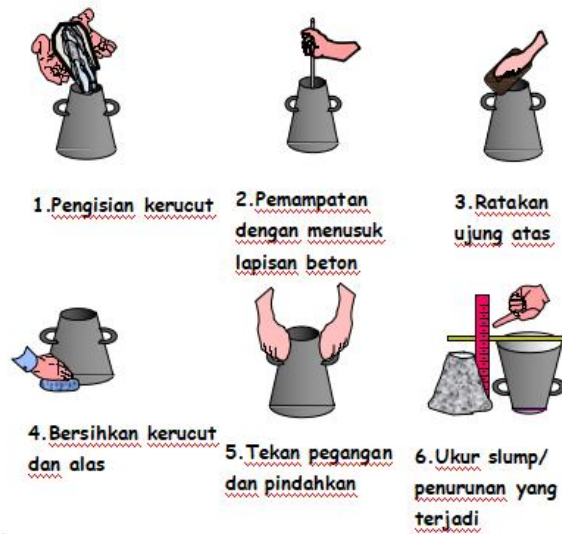 1.Pengisian kerucut
2.Pemampatan
dengan menusuk
lapisan beton
3.Ratakan
ujung atas
4.Bersihkan kerucut
dan alas
5.Tekan pegangan
dan pindahkan
6.Ukur slump/
penurunan yang
terjadi